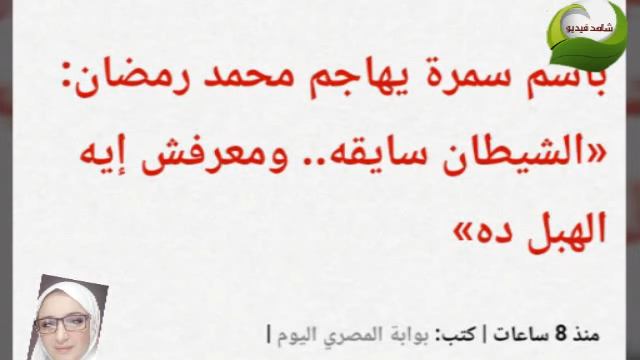 شاهد فيديو
باسم سمرة يهاجم محمد رمضان:
«الشيطان سايقه.. ومعرفش إيه
الهبل ده»
منذ 8 ساعات | كتب: بوابة المصري اليوم |